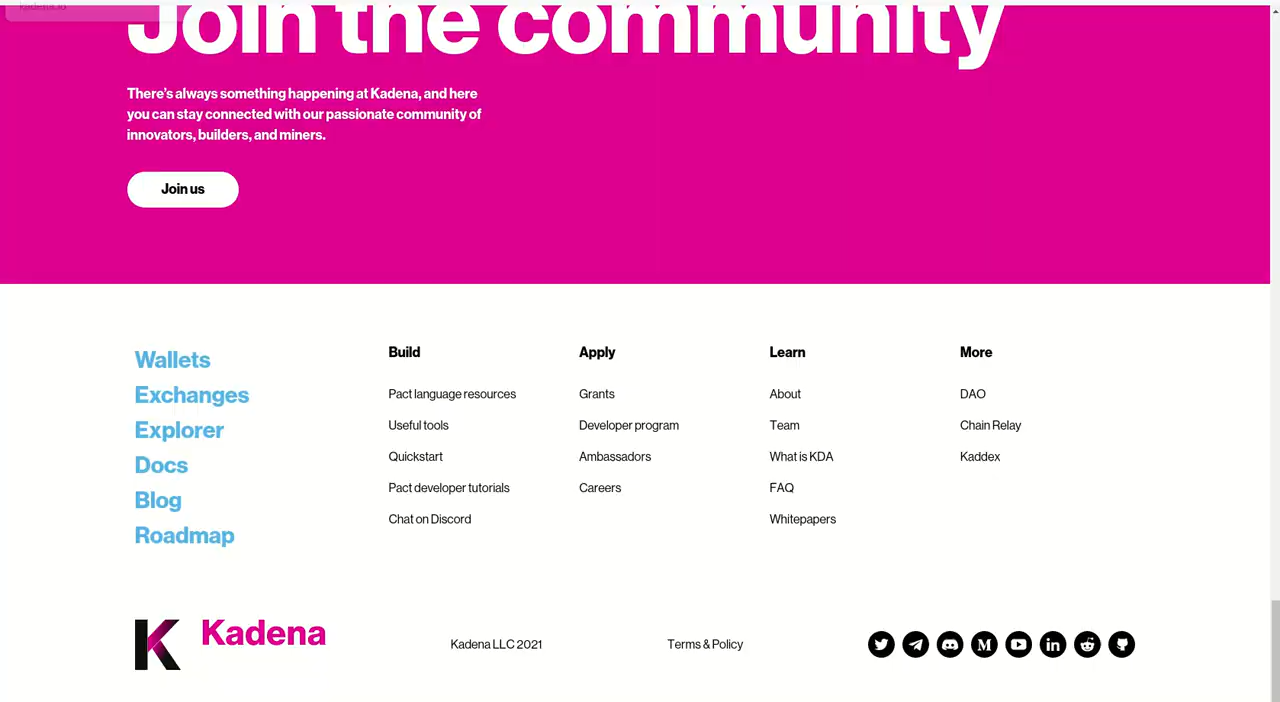 kadena.io
Join the community
There's always something happening at Kadena, and here
you can stay connected with our passionate community of
innovators, builders, and miners.
Join us
Wallets
Exchanges
Explorer
Docs
Blog
Roadmap
Build
Pact language resources
Useful tools
Quickstart
Pact developer tutorials
Chat on Discord
Apply
Grants
Developer program
Ambassadors
Careers
Learn
About
Team
What is KDA
FAQ
Whitepapers
More
DAO
Chain Relay
Kaddex
Kadena
Kadena LLC 2021
Terms & Policy